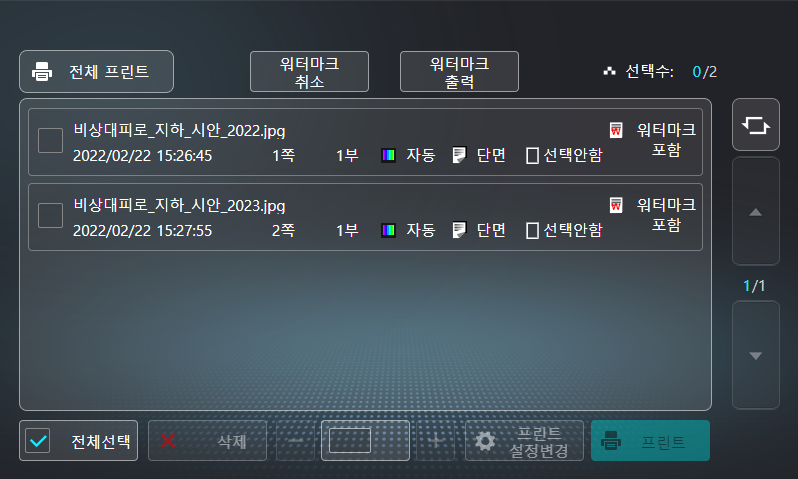 전체 프린트
워터마크
취소
워터마크
출력
선택수: 0/2
비상대피로_지하_시안_2022.jpg
2022/02/22 15:26:45 1쪽 1부 자동 단면 선택안함
워터마크
포함
비상대피로_지하_시안_2023.jpg
2022/02/22 15:27:55 2쪽 1부 자동 단면 선택안함
워터마크
포함
1/1
전체선택
삭제
프린트
설정변경
프린트